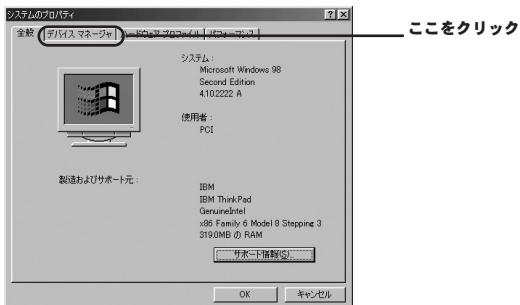 システムのプロパティ
全般 デバイス マネージャ ハードウェア プロファイル パフォーマンス
ここをクリック
システム :
Microsoft Windows 98
Second Edition
4.10.2222 A
使用者 :
PCI
製造およびサポート元 :
IBM
IBM ThinkPad
GenuineIntel
x86 Family 6 Model 8 Stepping 3
319.0MB の RAM
サポート情報(S)...
OK キャンセル